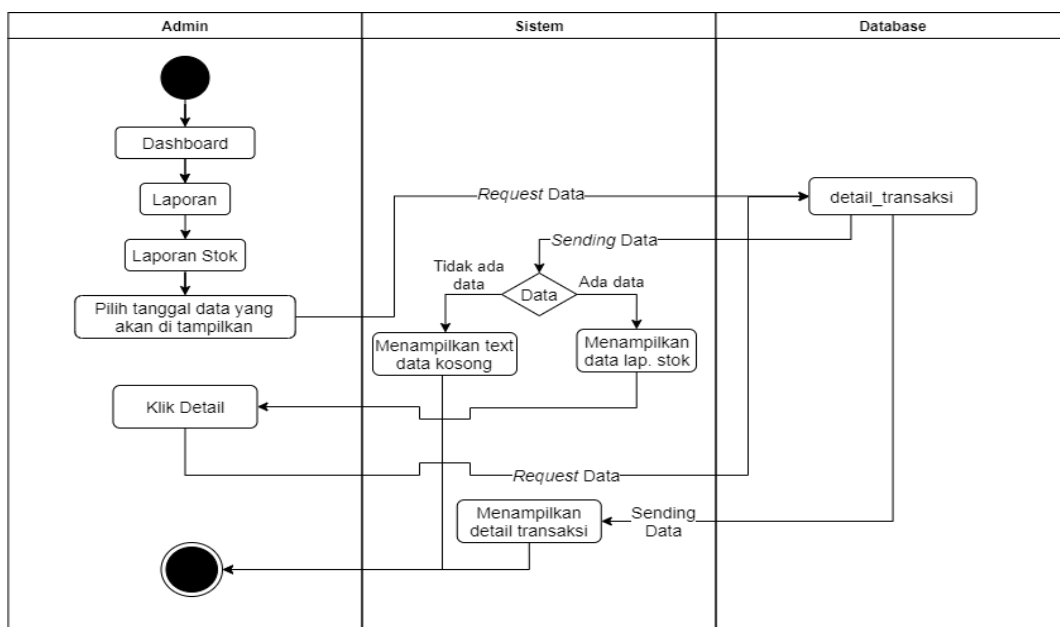 Admin
Sistem
Database
Dashboard
Laporan
Request Data
detail_transaksi
Laporan Stok
Sending Data
Tidak ada
data
Ada data
Data
Pilih tanggal data yang
akan di tampilkan
Menampilkan text
data kosong
Menampilkan
data lap. stok
Klik Detail
Request Data
Menampilkan
detail transaksi
Sending
Data